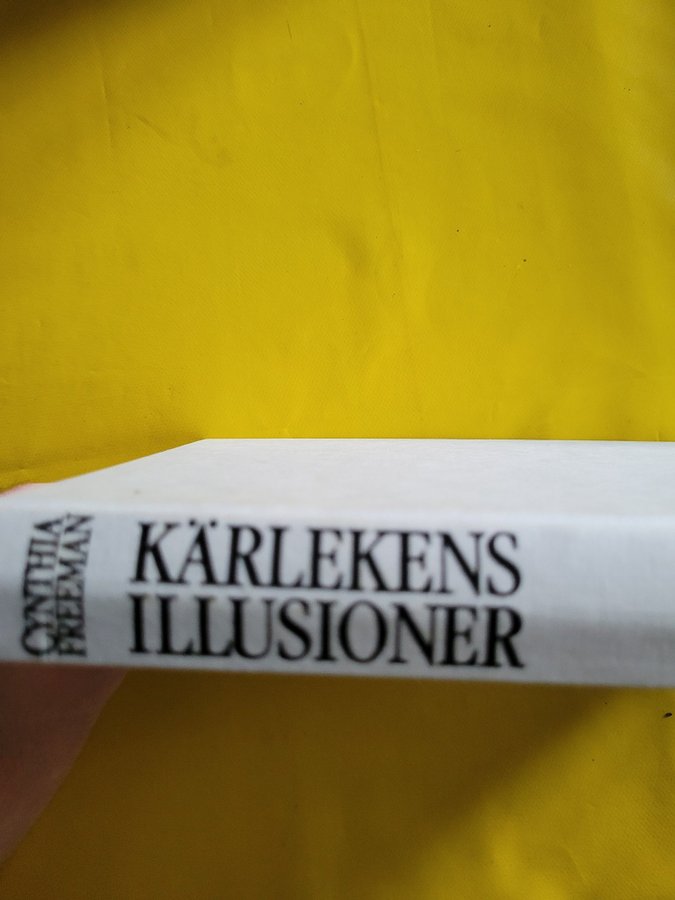 CYNTHIA
FREEMAN
KÄRLEKENS
ILLUSIONER